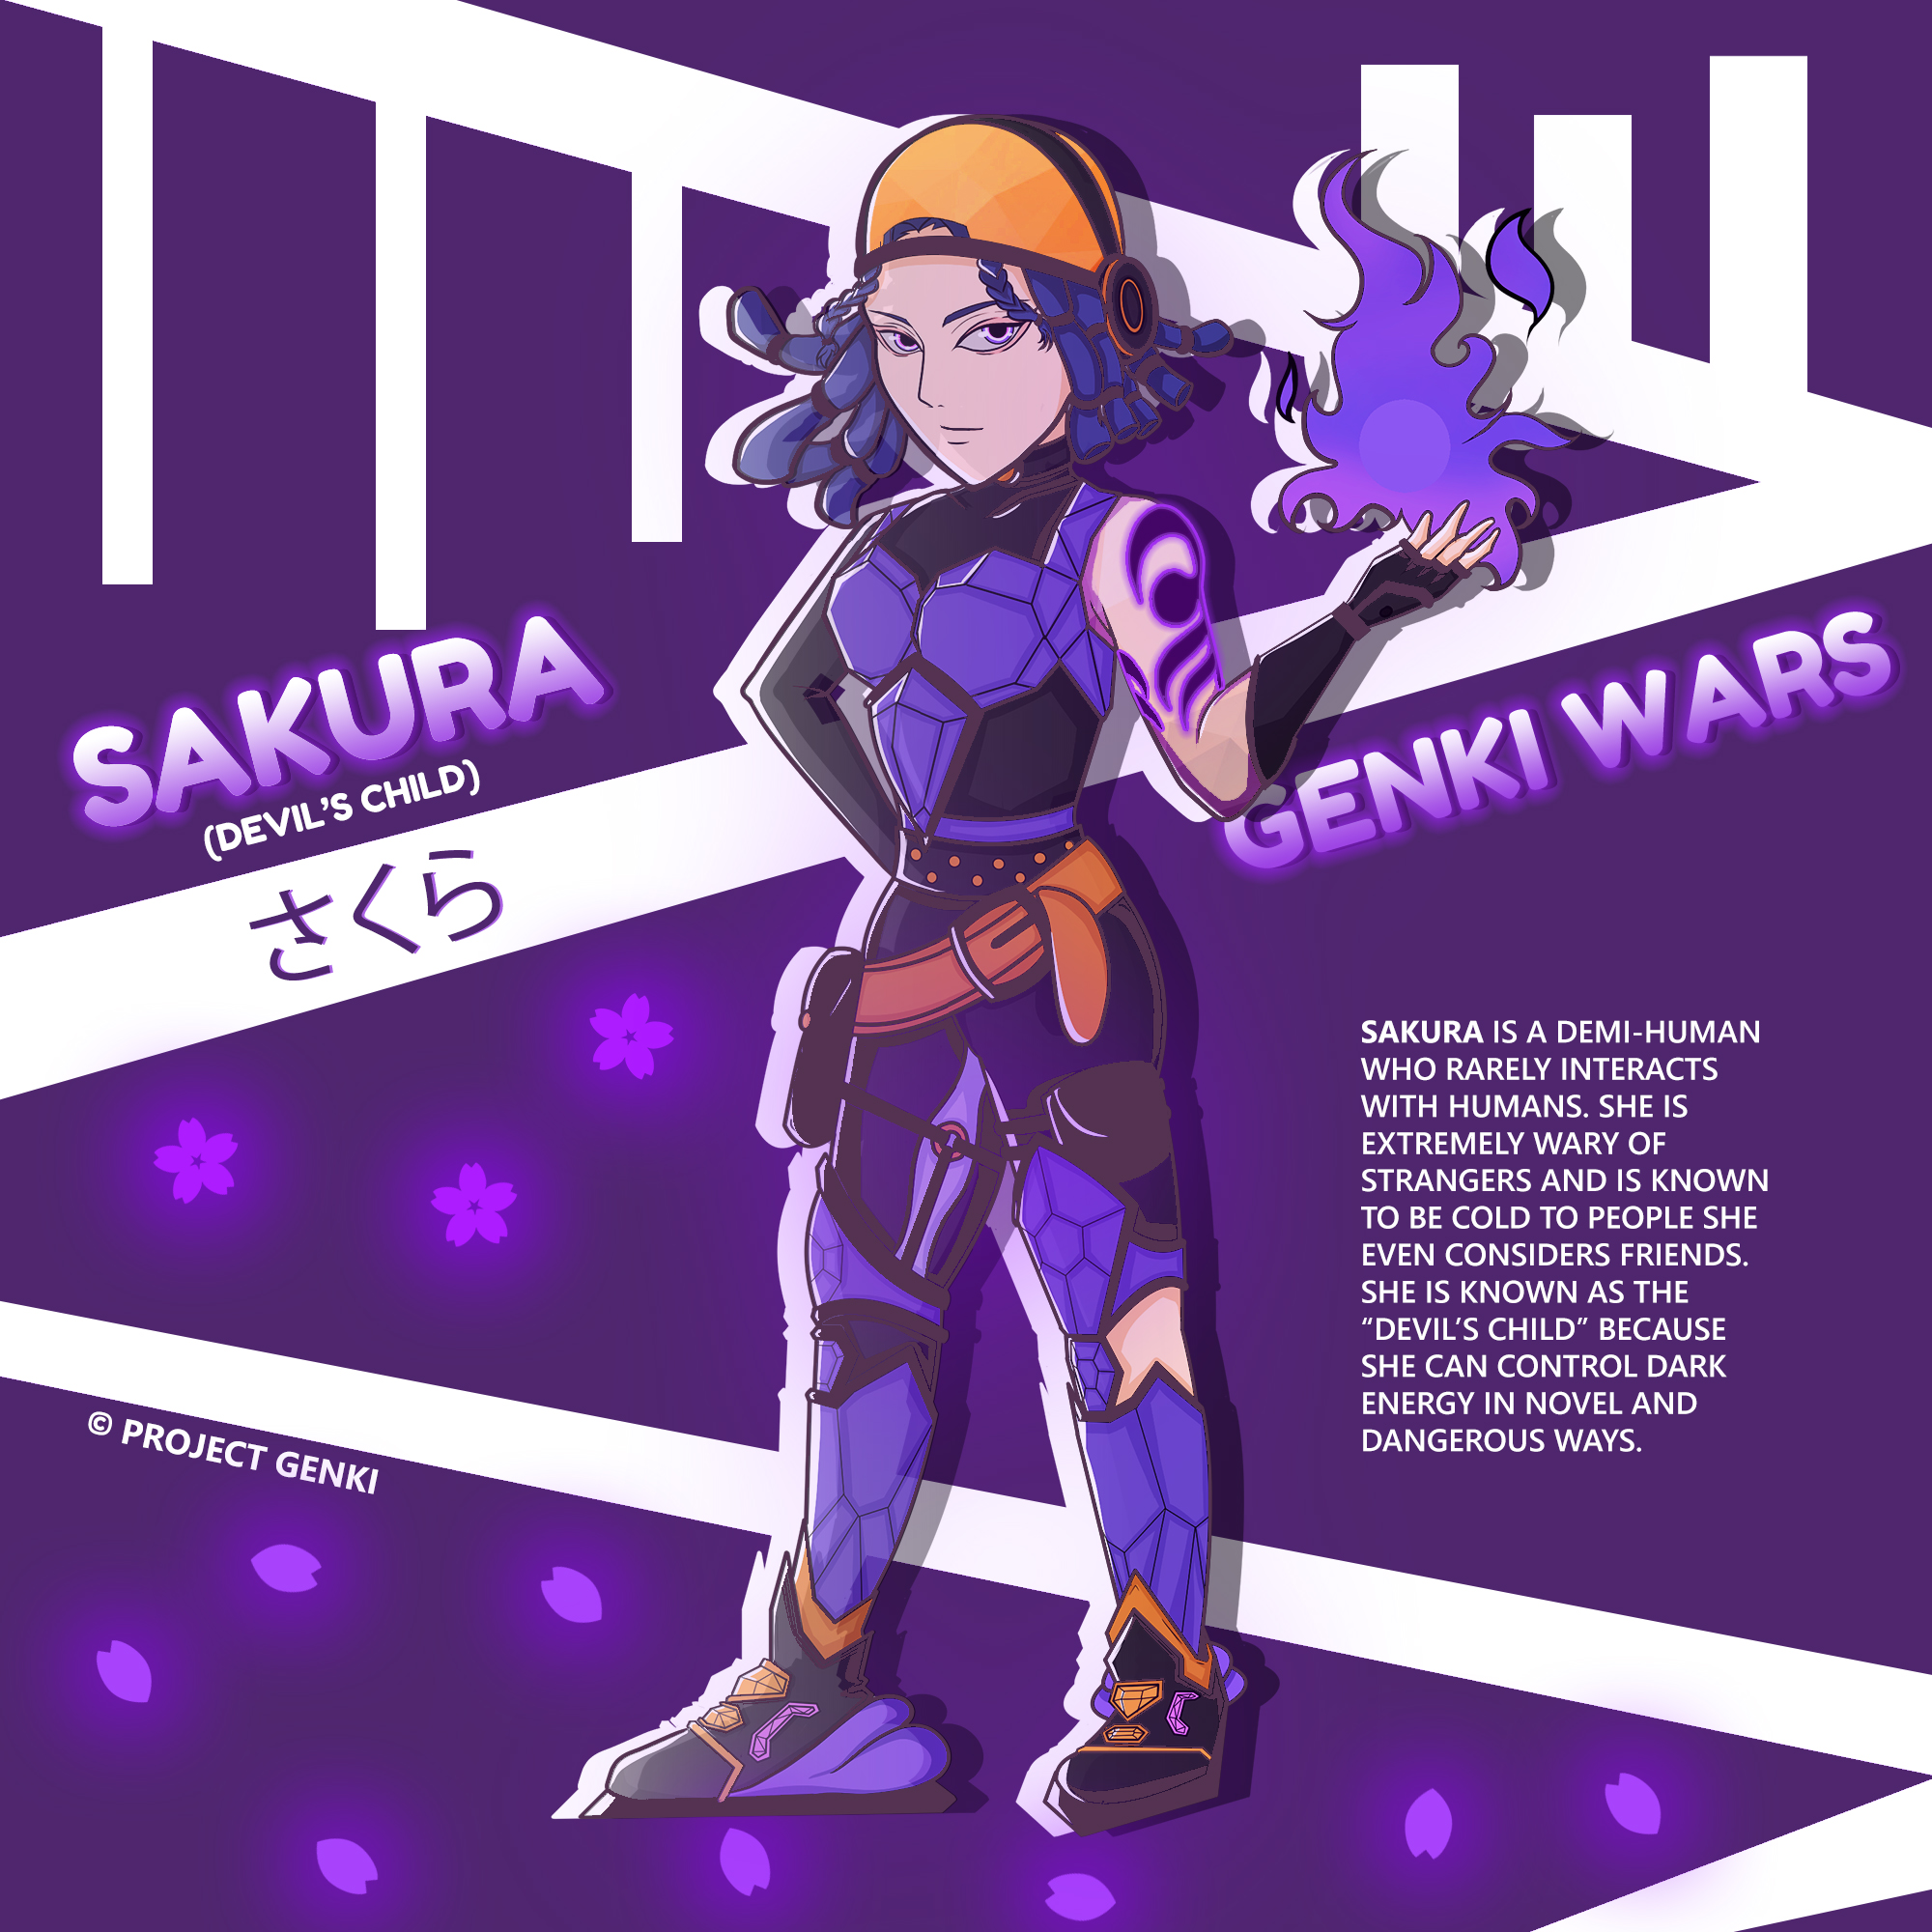 SAKURA
(DEVIL'S CHILD)
さくら
GENKI WARS
SAKURA IS A DEMI-HUMAN
WHO RARELY INTERACTS
WITH HUMANS. SHE IS
EXTREMELY WARY OF
STRANGERS AND IS KNOWN
TO BE COLD TO PEOPLE SHE
EVEN CONSIDERS FRIENDS.
SHE IS KNOWN AS THE
“DEVIL’S CHILD” BECAUSE
SHE CAN CONTROL DARK
ENERGY IN NOVEL AND
DANGEROUS WAYS.
© PROJECT GENKI